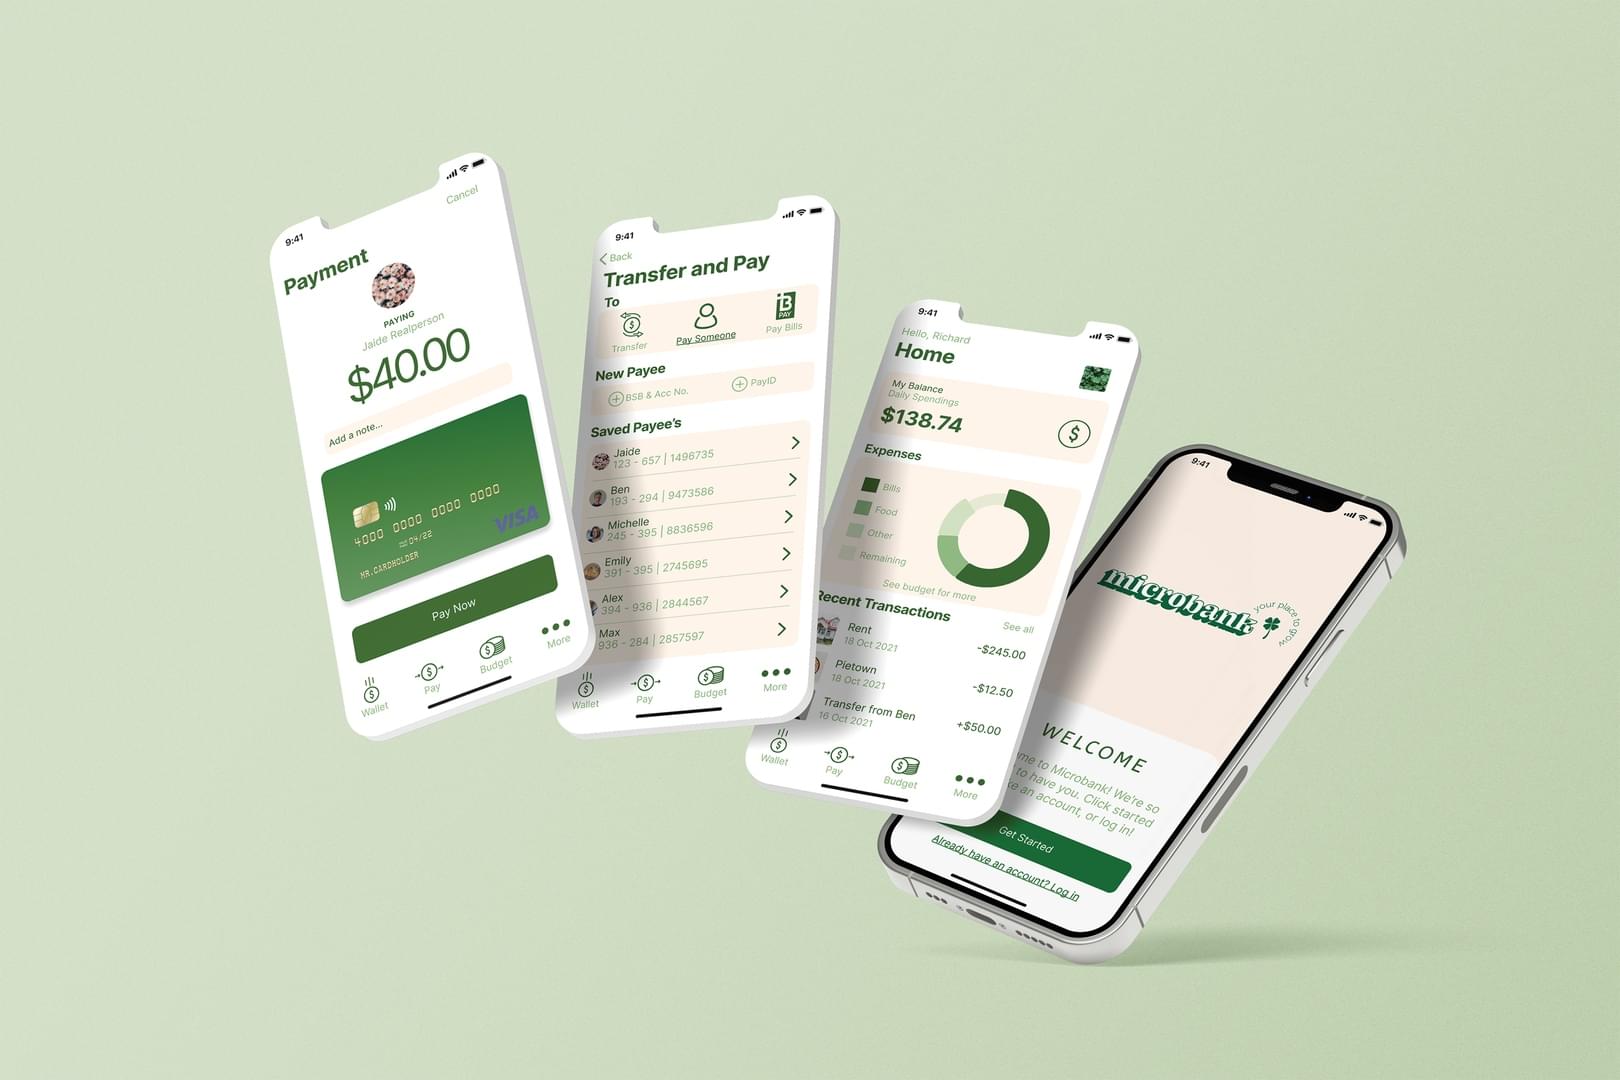 9:41
Cancel
Payment
PAYING
Jaide Realperson
$40.00
Add a note...
4000 0000 0000 0000
04/22
MR.CARDHOLDER
VISA
Pay Now
Wallet
Pay
Budget
More
9:41
Back
Transfer and Pay
To
Transfer
Pay Someone
B
PAY
Pay Bills
New Payee
BSB & Acc No.
PayID
Saved Payee's
Jaide
123 - 657 | 1496735
Ben
193 - 294 | 9473586
Michelle
245 - 395 | 8836596
Emily
391 - 395 | 2745695
Alex
394 - 936 | 2844567
Max
936 - 284 | 2857597
Wallet
Pay
Budget
More
9:41
Hello, Richard
Home
My Balance
Daily Spendings
$138.74
Expenses
Bills
Food
Other
Remaining
See budget for more
Recent Transactions
See all
Rent
18 Oct 2021
-$245.00
Pietown
18 Oct 2021
-$12.50
Transfer from Ben
16 Oct 2021
+$50.00
Wallet
Pay
Budget
More
9:41
microbank
your place to grow
WELCOME
to Microbank! We're so
to have you. Click started
an account, or log in!
Get Started
Already have an account? Log in